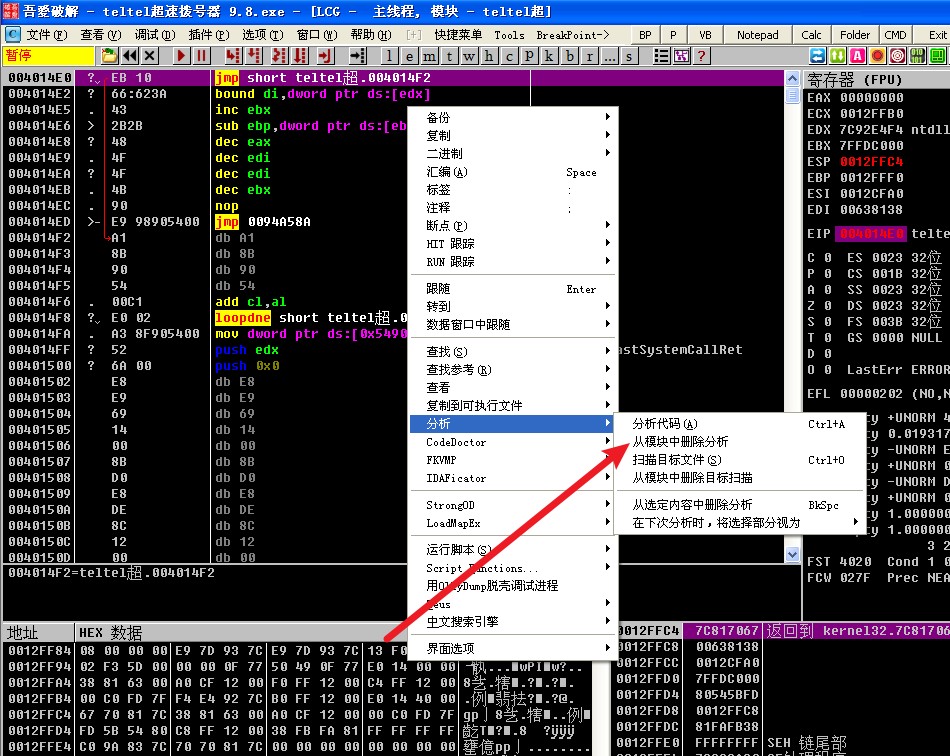 吾爱破解 - teltel超速拨号器 9.8.exe - [LCG - 主线程, 模块 - teltel超]
文件(F) 查看(V) 调试(D) 插件(P) 选项(T) 窗口(W) 帮助(H) [+] 快捷菜单 Tools BreakPoint-> BP P VB Notepad Calc Folder CMD Exit
暂停 l e m t w h c p k b r ... s ?
004014E0 ? EB 10 jmp short teltel超.004014F2
004014E2 ? 66:623A bound di,dword ptr ds:[edx]
004014E5 . 43 inc ebx
004014E6 > 2B2B sub ebp,dword ptr ds:[eb
004014E8 ? 48 dec eax
004014E9 . 4F dec edi
004014EA ? 4F dec edi
004014EB . 4B dec ebx
004014EC . 90 nop
004014ED >- E9 98905400 jmp 0094A58A
004014F2 A1 db A1
004014F3 8B db 8B
004014F4 90 db 90
004014F5 54 db 54
004014F6 . 00C1 add cl,al
004014F8 ? E0 02 loopdne short teltel超.0
004014FA . A3 8F905400 mov dword ptr ds:[0x5490
004014FF ? 52 push edx
00401500 ? 6A 00 push 0x0
00401502 E8 db E8
00401503 E9 db E9
00401504 69 db 69
00401505 14 db 14
00401506 00 db 00
00401507 8B db 8B
00401508 D0 db D0
00401509 E8 db E8
0040150A DE db DE
0040150B 8C db 8C
0040150C 12 db 12
0040150D 00 db 00
astSystemCallRet
004014F2=teltel超.004014F2
备份
复制
二进制
汇编(A) Space
标签 :
注释 ;
断点(P)
HIT 跟踪
RUN 跟踪
跟随 Enter
转到
数据窗口中跟随
查找(S)
查找参考(R)
查看
复制到可执行文件
分析
CodeDoctor
FKVMP
IDAFicator
StrongOD
LoadMapEx
运行脚本(S)
Script Functions...
用OllyDump脱壳调试进程
中文搜索引擎
界面选项
分析代码(A) Ctrl+A
从模块中删除分析
扫描目标文件(S) Ctrl+O
从模块中删除目标扫描
从选定内容中删除分析 BkSpc
在下次分析时，将选择部分视为
寄存器 (FPU)
EAX 00000000
ECX 0012FFB0
EDX 7C92E4F4 ntdll
EBX 7FFDC000
ESP 0012FFC4
EBP 0012FFF0
ESI 0012CFA0
EDI 00638138
EIP 004014E0 telte
C 0 ES 0023 32位
P 0 CS 001B 32位
A 0 SS 0023 32位
Z 0 DS 0023 32位
S 0 FS 003B 32位
T 0 GS 0000 NULL
D 0
O 0 LastErr ERROR
EFL 00000202 (NO,N
ty +UNORM 4
ty 0.019317
ty -UNORM E
ty +UNORM 0
ty -UNORM D
ty +UNORM 0
ty 1.000000
ty 1.000000
3 2
FST 4020 Cond 1 0
FCW 027F Prec NEA
地址 HEX 数据
0012FF84 08 00 00 00 E9 7D 93 7C E9 7D 93 7C 13 F0
0012FF94 02 F3 5D 00 00 00 0F 77 50 49 0F 77 E0 14 00 00
0012FFA4 38 81 63 00 A0 CF 12 00 F0 FF 12 00 C4 FF 12 00
0012FFB4 00 C0 FD 7F F4 E4 92 7C B0 FF 12 00 E0 14 40 00
0012FFC4 67 70 81 7C 38 81 63 00 A0 CF 12 00 00 C0 FD 7F
0012FFD4 FD 5B 54 80 C8 FF 12 00 38 FB FA 81 FF FF FF FF
0012FFE4 C0 9A 83 7C 70 70 81 7C 00 00 00 00 00 00 00 00
0012FFC4 7C817067 返回到 kernel32.7C817067
0012FFC8 00638138
0012FFCC 0012CFA0
0012FFD0 7FFDC000
0012FFD4 80545BFD
0012FFD8 0012FFC8
0012FFDC 81FAFB38
0012FFE0 FFFFFFFF SEH 链尾部